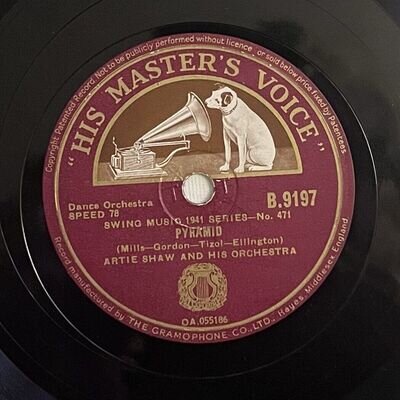 Copyright. Patented Record. Not to be publicly performed without licence, or sold below price fixed by Patentees.
"HIS MASTER'S VOICE"
Dance Orchestra
SPEED 78
B.9197
SWING MUSIC 1941 SERIES-No. 471
PYRAMID
(Mills-Gordon-Tizol-Ellington)
ARTIE SHAW AND HIS ORCHESTRA
OA.055186
Record manufactured by THE GRAMOPHONE CO., LTD., Hayes, Middlesex, England.